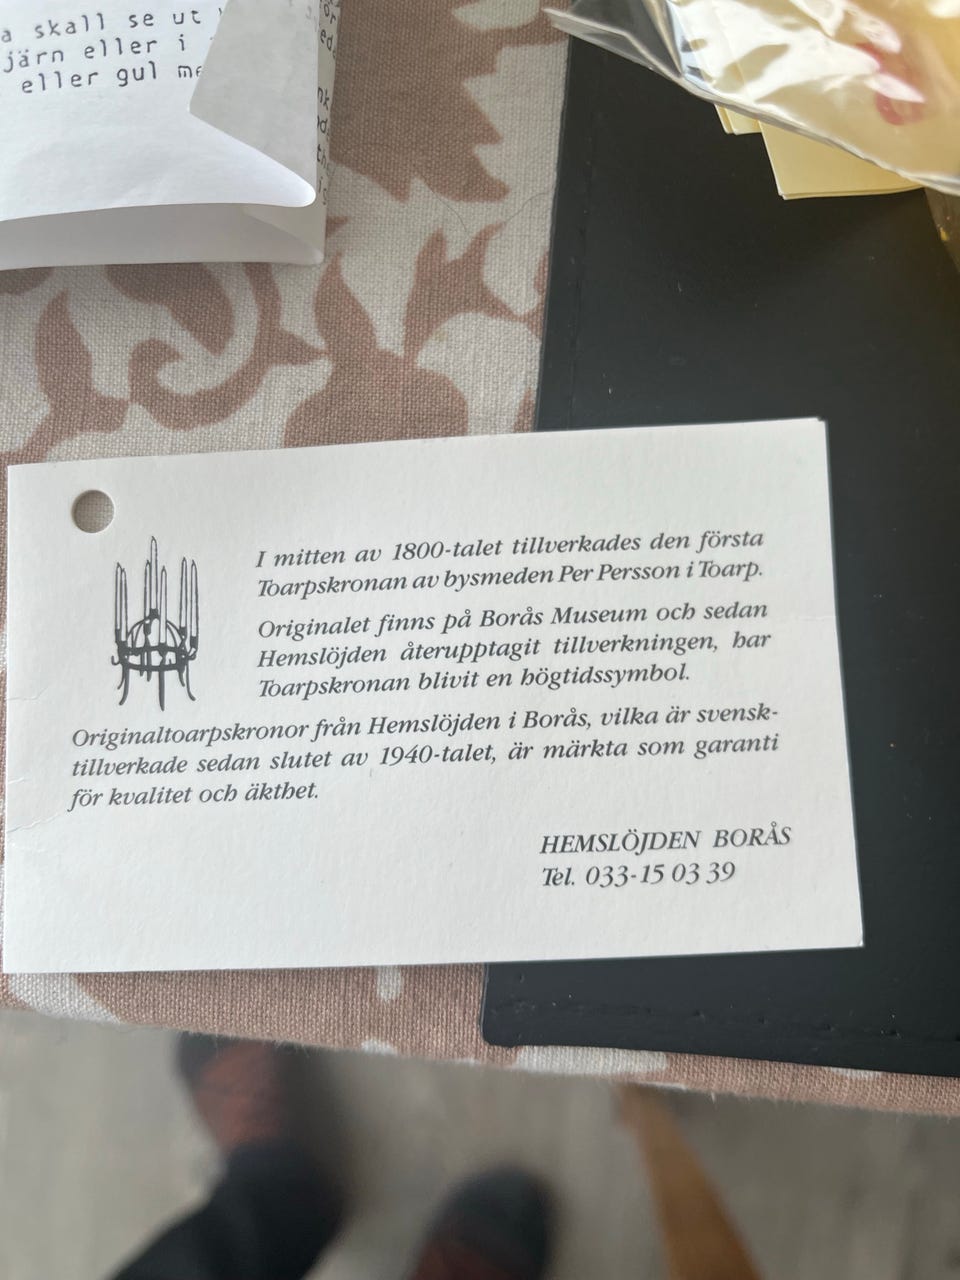 a skall se ut
järn eller i
eller gul
I mitten av 1800-talet tillverkades den första
Toarpskronan av bysmeden Per Persson i Toarp.
Originalet finns på Borås Museum och sedan
Hemslöjden återupptagit tillverkningen, har
Toarpskronan blivit en högtidssymbol.
Originaltoarpskronor från Hemslöjden i Borås, vilka är svensk-
tillverkade sedan slutet av 1940-talet, är märkta som garanti
för kvalitet och äkthet.
HEMSLÖJDEN BORÅS
Tel. 033-15 03 39